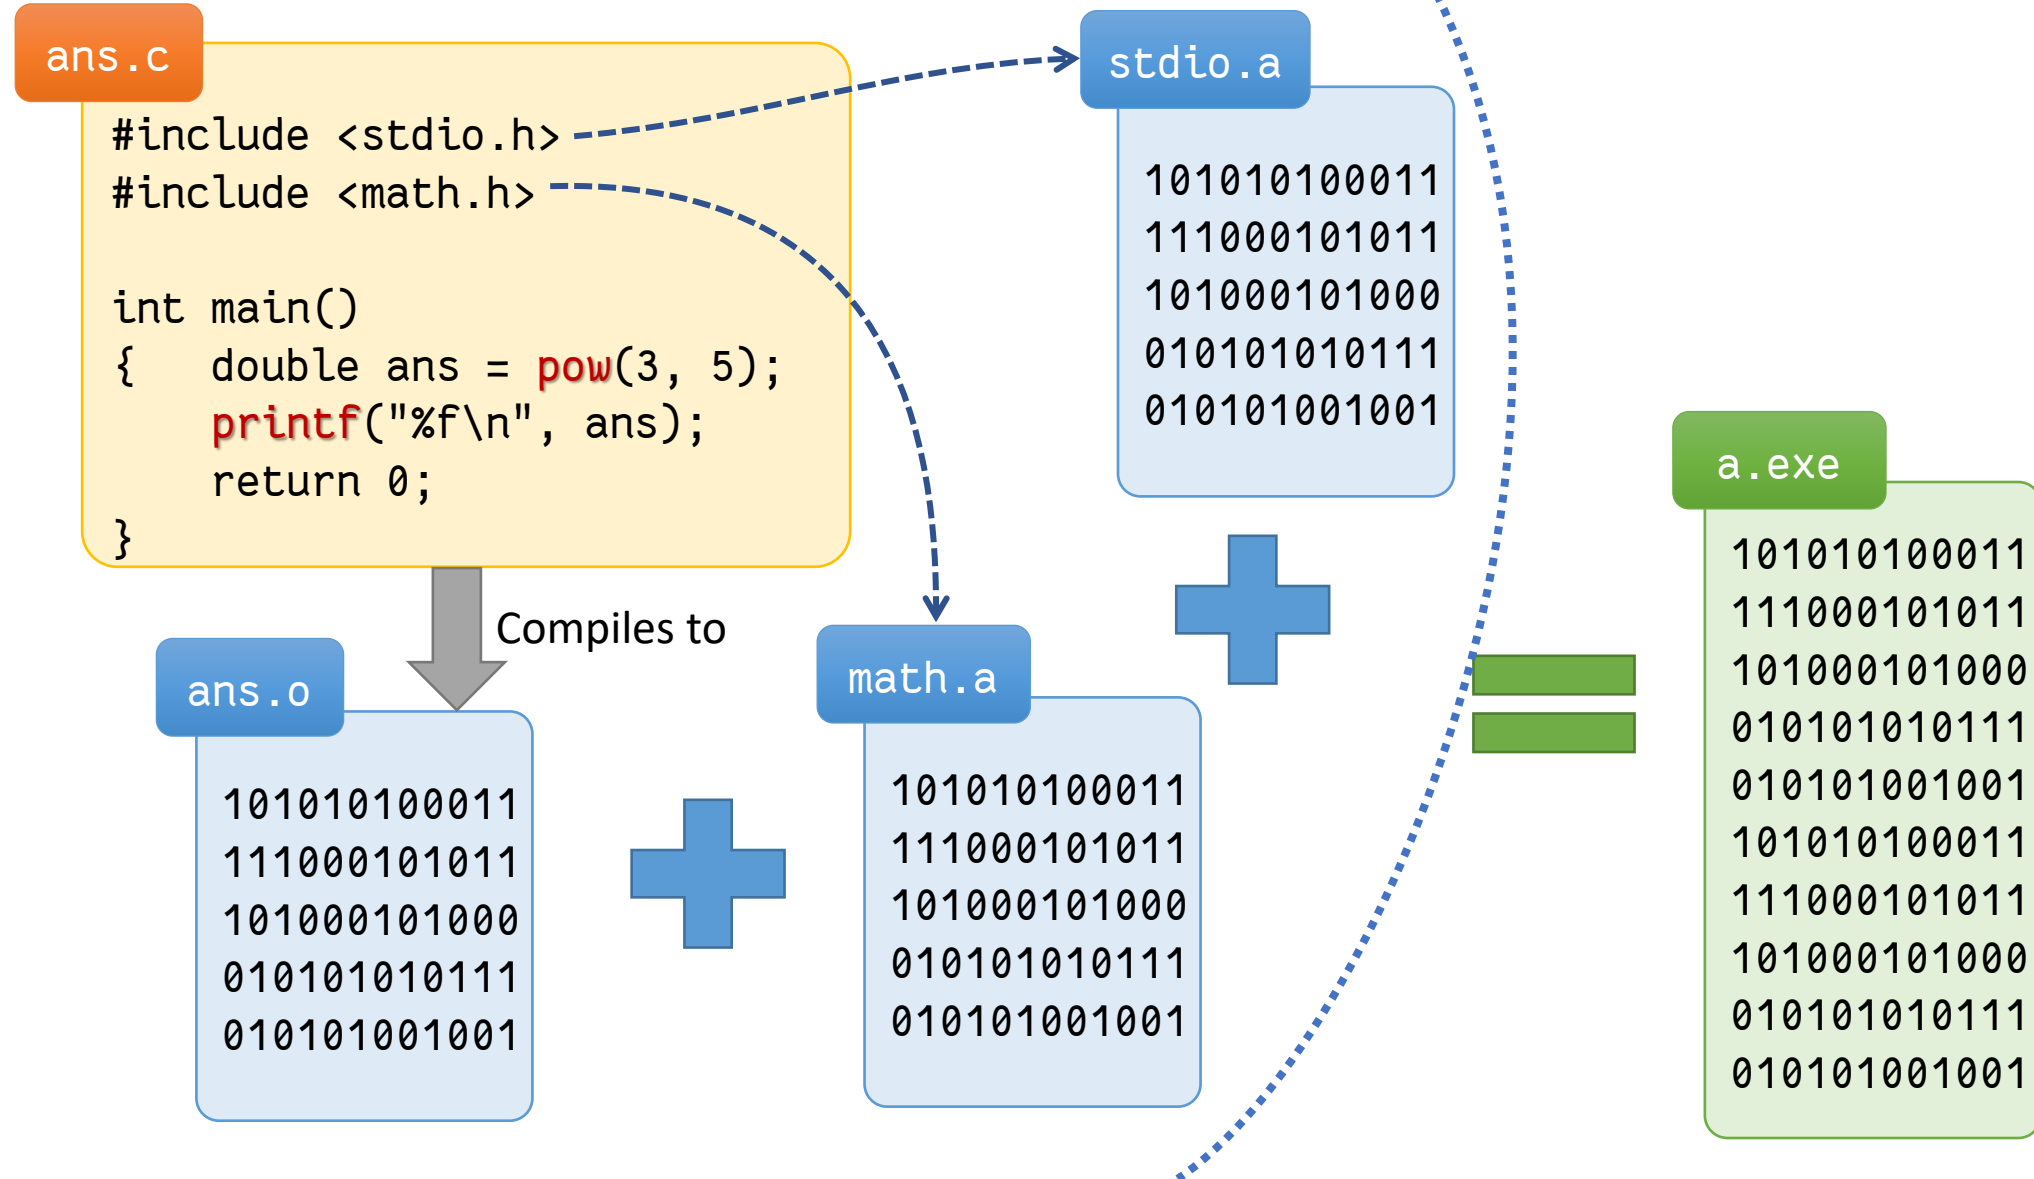 ans.c
#include <stdio.h>
#include <math.h>
int main()
{   double ans = pow(3, 5);
    printf("%f\n", ans);
    return 0;
}
Compiles to
stdio.a
101010100011
111000101011
101000101000
010101010111
010101001001
ans.o
101010100011
111000101011
101000101000
010101010111
010101001001
math.a
101010100011
111000101011
101000101000
010101010111
010101001001
a.exe
101010100011
111000101011
101000101000
010101010111
010101001001
101010100011
111000101011
101000101000
010101010111
010101001001